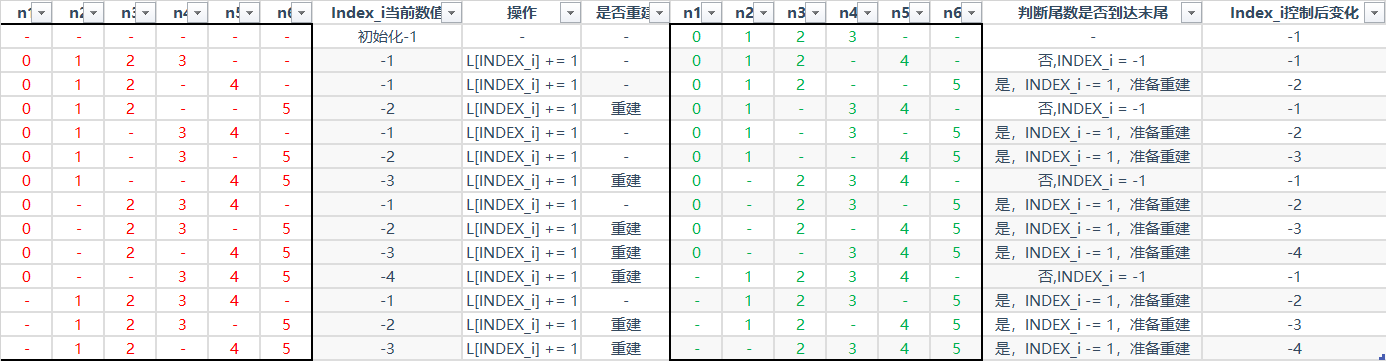 n1 n2 n3 n4 n5 n6 Index_i当前数值 操作 是否重建 n1 n2 n3 n4 n5 n6 判断尾数是否到达末尾 Index_i控制后变化
- - - - - - 初始化-1 - - 0 1 2 3 - - - -1
0 1 2 3 - - -1 L[INDEX_i] += 1 - 0 1 2 - 4 - 否,INDEX_i = -1 -1
0 1 2 - 4 - -1 L[INDEX_i] += 1 - 0 1 2 - - 5 是，INDEX_i -= 1，准备重建 -2
0 1 2 - - 5 -2 L[INDEX_i] += 1 重建 0 1 - 3 4 - 否,INDEX_i = -1 -1
0 1 - 3 4 - -1 L[INDEX_i] += 1 - 0 1 - 3 - 5 是，INDEX_i -= 1，准备重建 -2
0 1 - 3 - 5 -2 L[INDEX_i] += 1 - 0 1 - - 4 5 是，INDEX_i -= 1，准备重建 -3
0 1 - - 4 5 -3 L[INDEX_i] += 1 重建 0 - 2 3 4 - 否,INDEX_i = -1 -1
0 - 2 3 4 - -1 L[INDEX_i] += 1 - 0 - 2 3 - 5 是，INDEX_i -= 1，准备重建 -2
0 - 2 3 - 5 -2 L[INDEX_i] += 1 重建 0 - 2 - 4 5 是，INDEX_i -= 1，准备重建 -3
0 - 2 - 4 5 -3 L[INDEX_i] += 1 重建 0 - - 3 4 5 是，INDEX_i -= 1，准备重建 -4
0 - - 3 4 5 -4 L[INDEX_i] += 1 重建 - 1 2 3 4 - 否,INDEX_i = -1 -1
- 1 2 3 4 - -1 L[INDEX_i] += 1 - - 1 2 3 - 5 是，INDEX_i -= 1，准备重建 -2
- 1 2 3 - 5 -2 L[INDEX_i] += 1 重建 - 1 2 - 4 5 是，INDEX_i -= 1，准备重建 -3
- 1 2 - 4 5 -3 L[INDEX_i] += 1 重建 - 1 - 3 4 5 是，INDEX_i -= 1，准备重建 -4